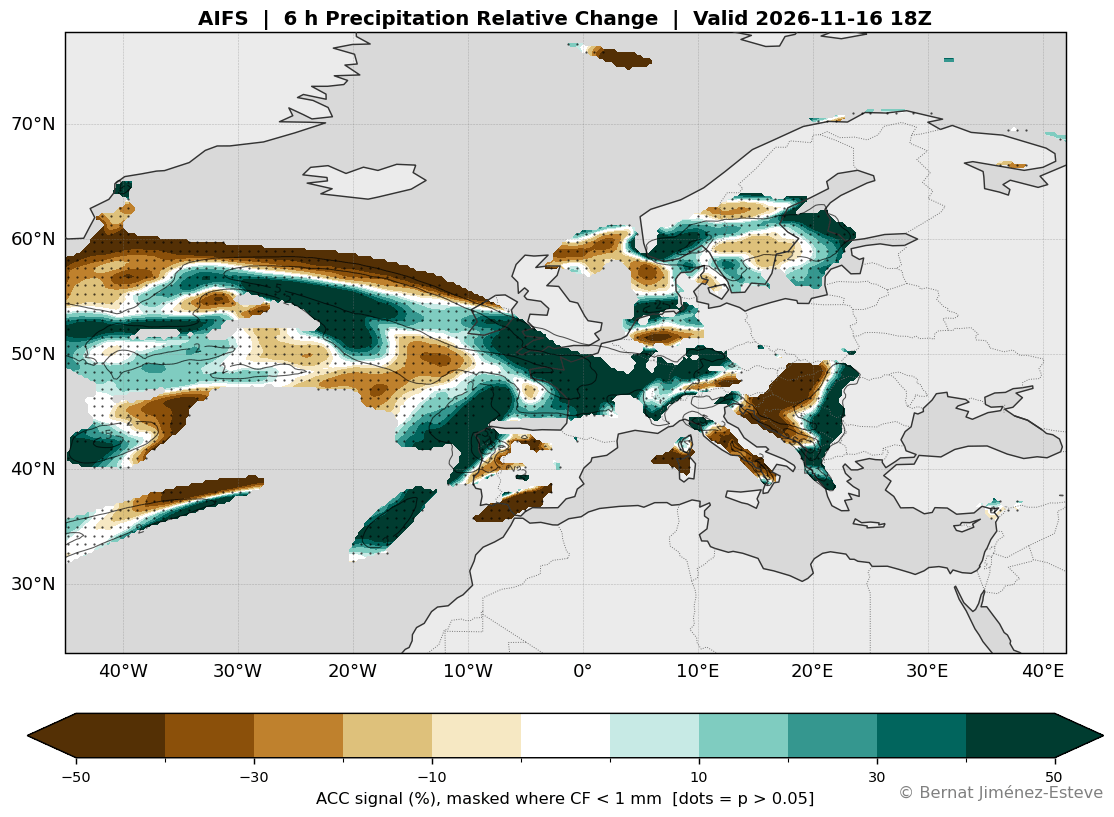 AIFS | 6 h Precipitation Relative Change | Valid 2026-11-16 18Z
70°N
60°N
50°N
40°N
30°N
40°W 30°W 20°W 10°W 0° 10°E 20°E 30°E 40°E
−50 −30 −10 10 30 50
ACC signal (%), masked where CF < 1 mm [dots = p > 0.05]
© Bernat Jiménez-Esteve